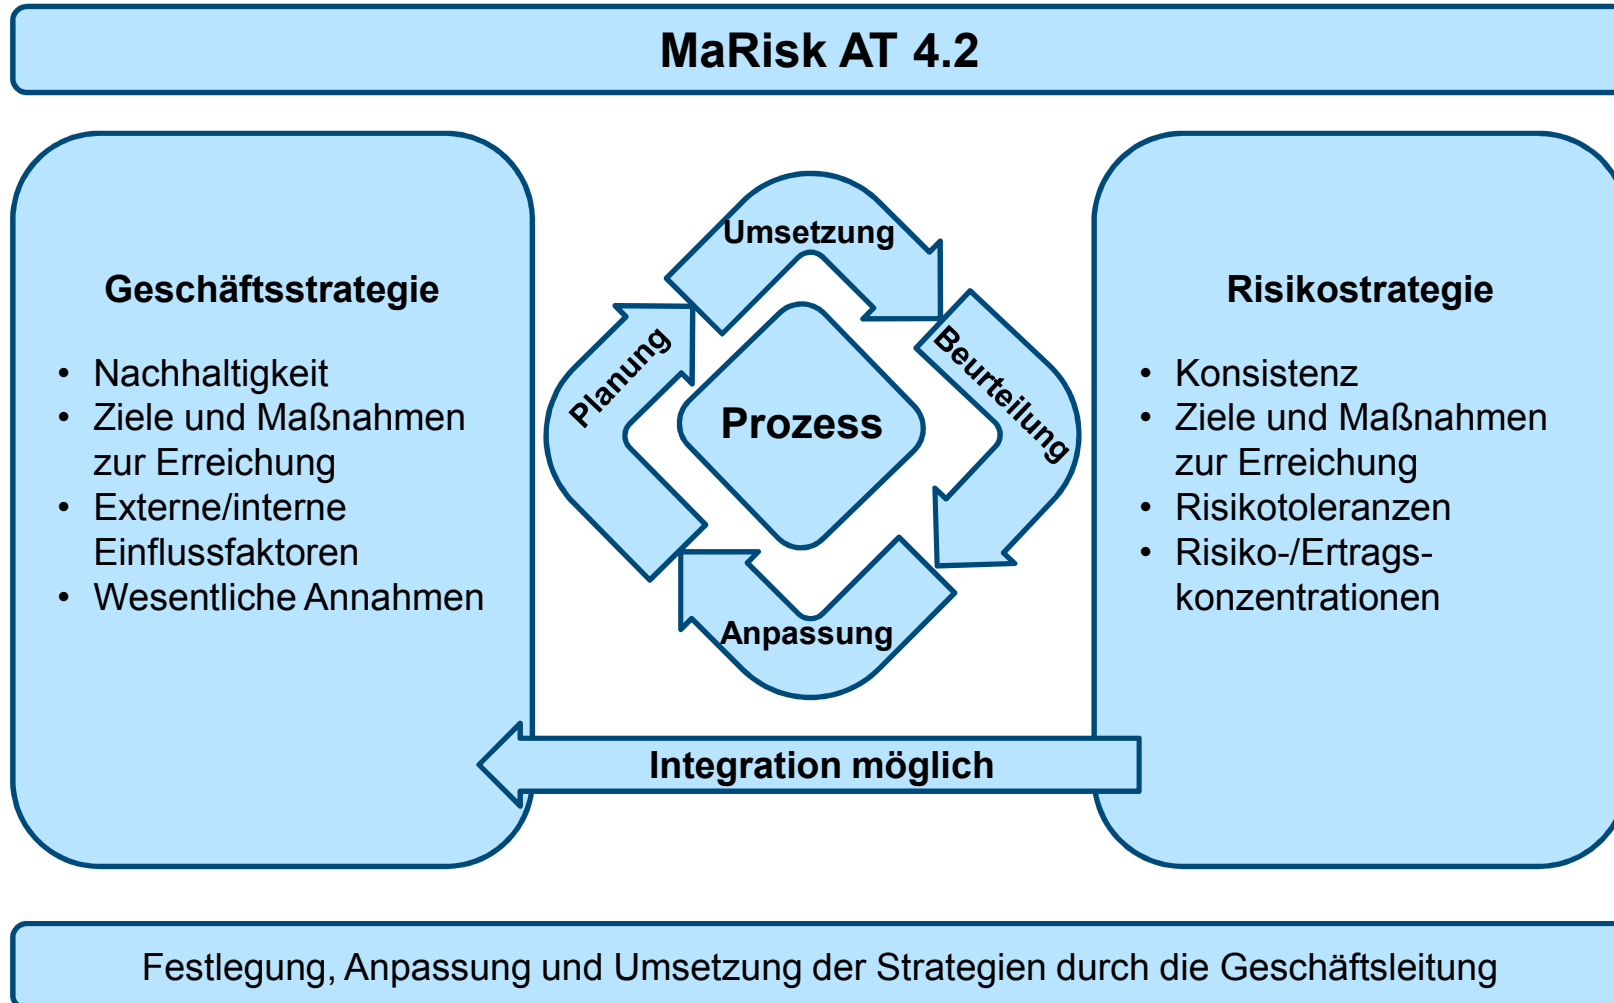 MaRisk AT 4.2
Geschäftsstrategie
• Nachhaltigkeit
• Ziele und Maßnahmen
zur Erreichung
• Externe/interne
Einflussfaktoren
• Wesentliche Annahmen
Umsetzung
Planung
Beurteilung
Prozess
Anpassung
Risikostrategie
• Konsistenz
• Ziele und Maßnahmen
zur Erreichung
• Risikotoleranzen
• Risiko-/Ertrags-
konzentrationen
Integration möglich
Festlegung, Anpassung und Umsetzung der Strategien durch die Geschäftsleitung